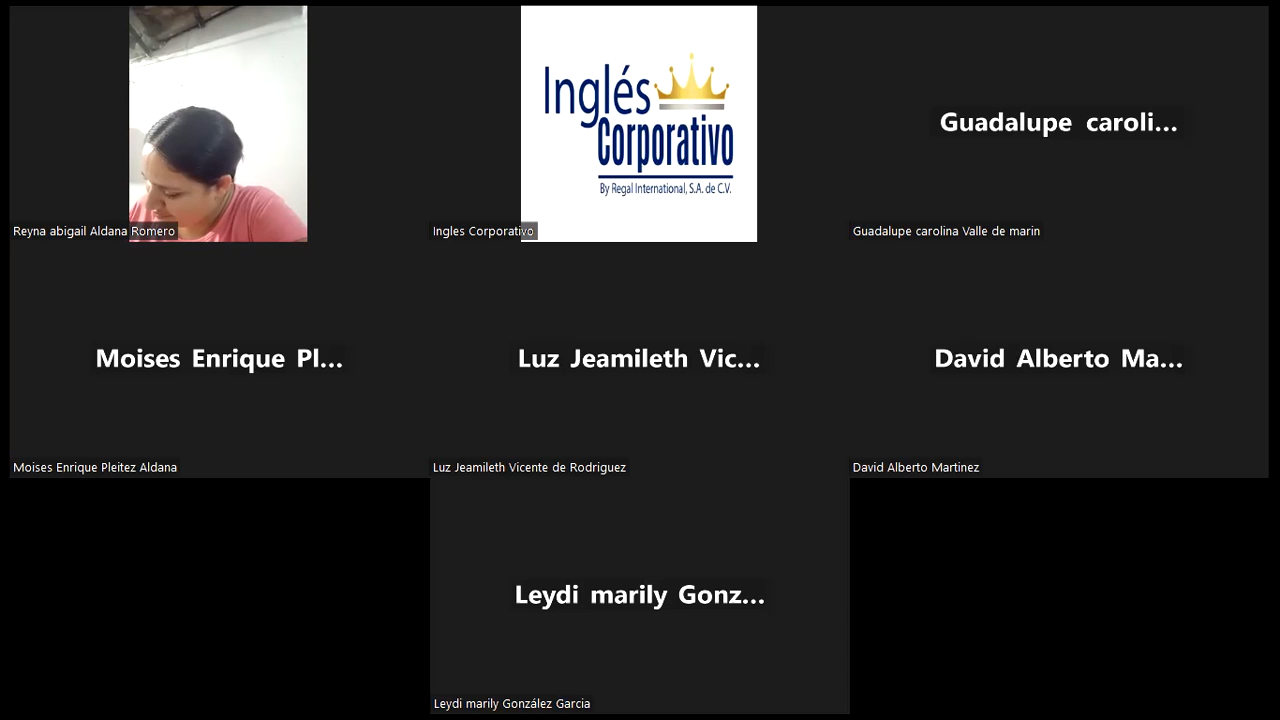 Reyna abigail Aldana Romero
Inglés
Corporativo
By Regal International, S.A. de C.V.
Ingles Corporativo
Guadalupe caroli...
Guadalupe carolina Valle de marin
Moises Enrique Pl...
Moises Enrique Pleitez Aldana
Luz Jeamileth Vic...
Luz Jeamileth Vicente de Rodriguez
David Alberto Ma...
David Alberto Martinez
Leydi marily Gonz...
Leydi marily González Garcia